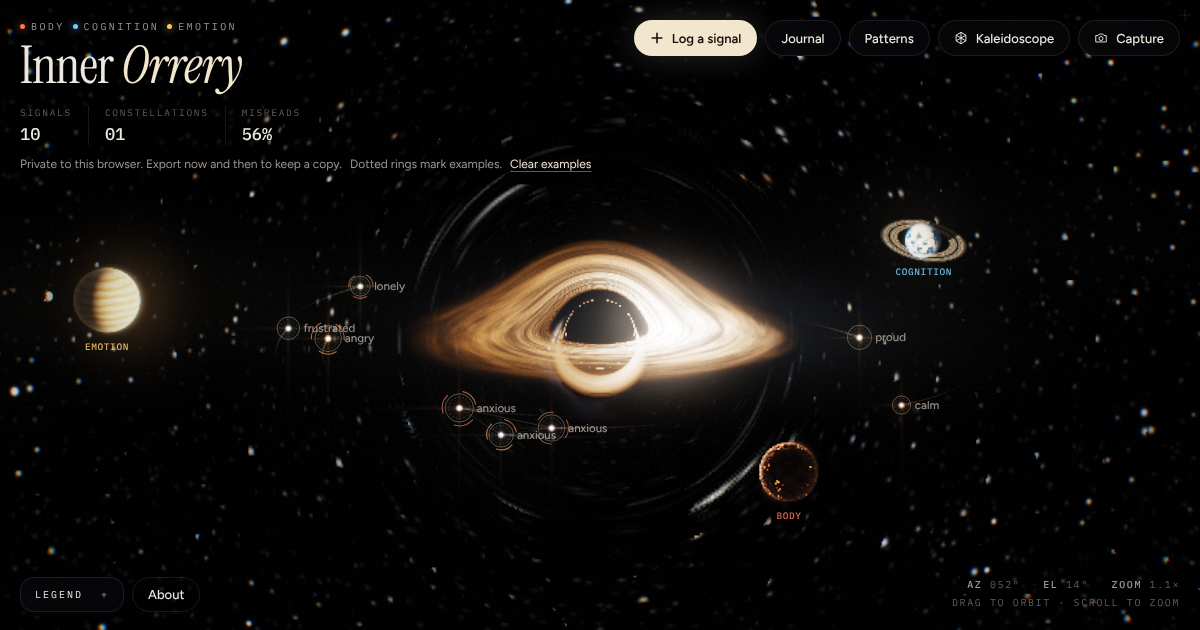 BODY COGNITION EMOTION
Inner Orrery
SIGNALS CONSTELLATIONS MISREADS
10 01 56%
Private to this browser. Export now and then to keep a copy. Dotted rings mark examples. Clear examples
+ Log a signal Journal Patterns Kaleidoscope Capture
COGNITION
EMOTION
lonely
frustrated
angry
proud
anxious
anxious
anxious
calm
BODY
LEGEND +
About
AZ 052° EL 14° ZOOM 1.1×
DRAG TO ORBIT · SCROLL TO ZOOM